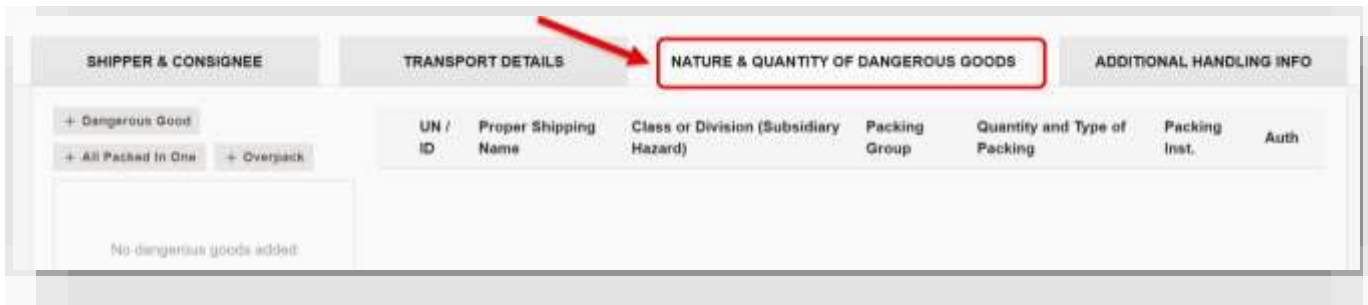 SHIPPER & CONSIGNEE
TRANSPORT DETAILS
NATURE & QUANTITY OF DANGEROUS GOODS
ADDITIONAL HANDLING INFO
+ Dangerous Good
+ All Packed In One
+ Overpack
No dangerous goods added
UN /
ID
Proper Shipping
Name
Class or Division (Subsidiary
Hazard)
Packing
Group
Quantity and Type of
Packing
Packing
Inst.
Auth